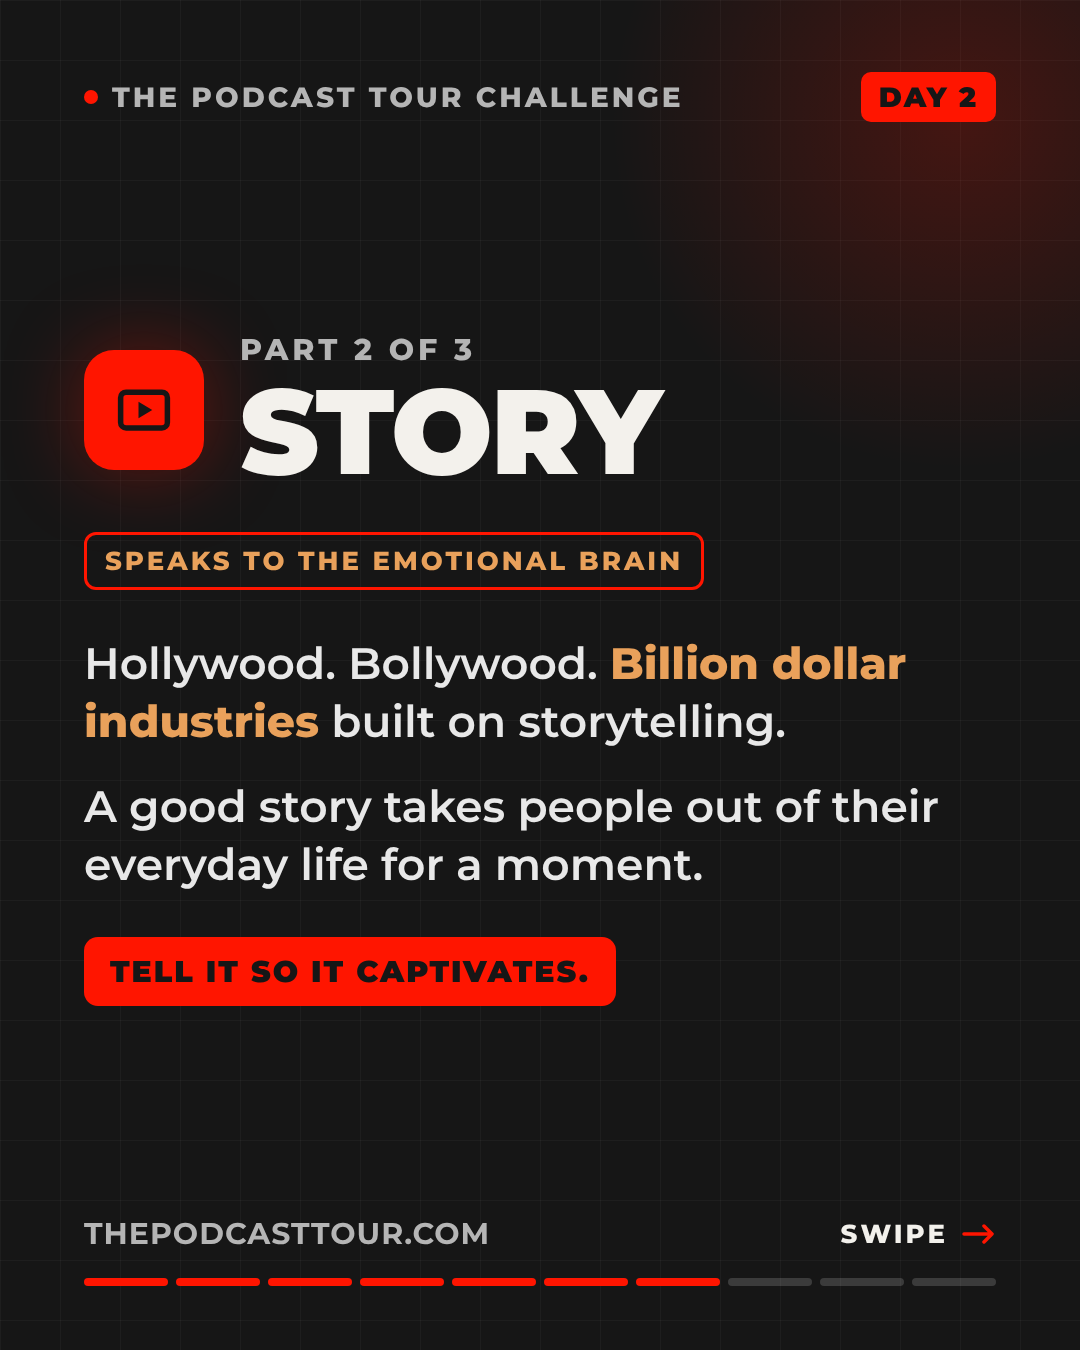 THE PODCAST TOUR CHALLENGE
DAY 2
PART 2 OF 3
STORY
SPEAKS TO THE EMOTIONAL BRAIN
Hollywood. Bollywood. Billion dollar
industries built on storytelling.
A good story takes people out of their
everyday life for a moment.
TELL IT SO IT CAPTIVATES.
THEPODCASTTOUR.COM
SWIPE →